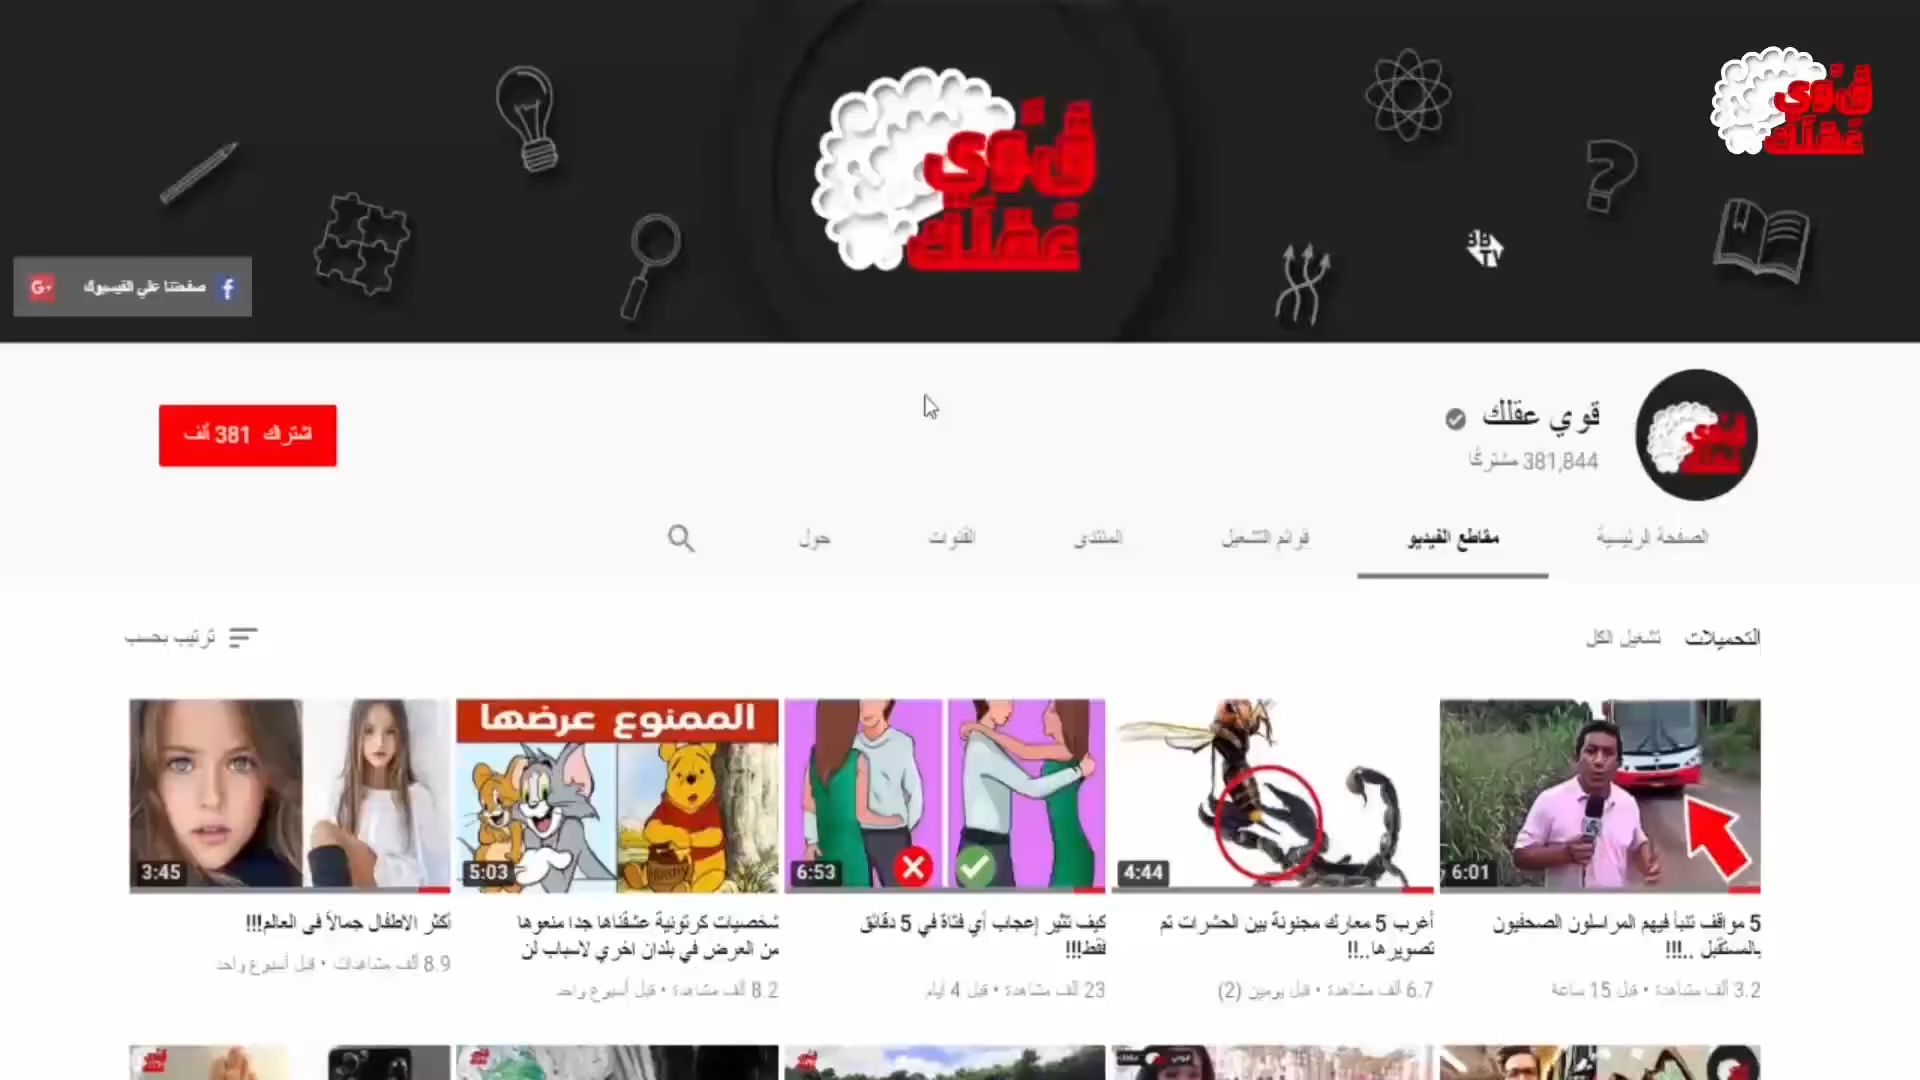 قوي
عقلك
قوي
عقلك
BBTV
صفحتنا علي الفيسبوك
G+
قوي عقلك
381,844 مشتركًا
اشتراك 381 ألف
الصفحة الرئيسية
مقاطع الفيديو
قوائم التشغيل
المنتدى
القنوات
حول
التحميلات
تشغيل الكل
ترتيب بحسب
6:01
4:44
6:53
الممنوع عرضها
5:03
3:45
5 مواقف تنبأ فيهم المراسلون الصحفيون
بالمستقبل ..!!!
3.2 ألف مشاهدة • قبل 15 ساعة
أغرب 5 معارك مجنونة بين الحشرات تم
تصويرها..!!
6.7 ألف مشاهدة • قبل يومين (2)
كيف تثير إعجاب أي فتاة في 5 دقائق
فقط!!!
23 ألف مشاهدة • قبل 4 أيام
شخصيات كرتونية عشقناها جدا منعوها
من العرض في بلدان اخري لاسباب لن
8.2 ألف مشاهدة • قبل أسبوع واحد
أكثر الاطفال جمالاً فى العالم!!!
8.9 ألف مشاهدات • قبل أسبوع واحد